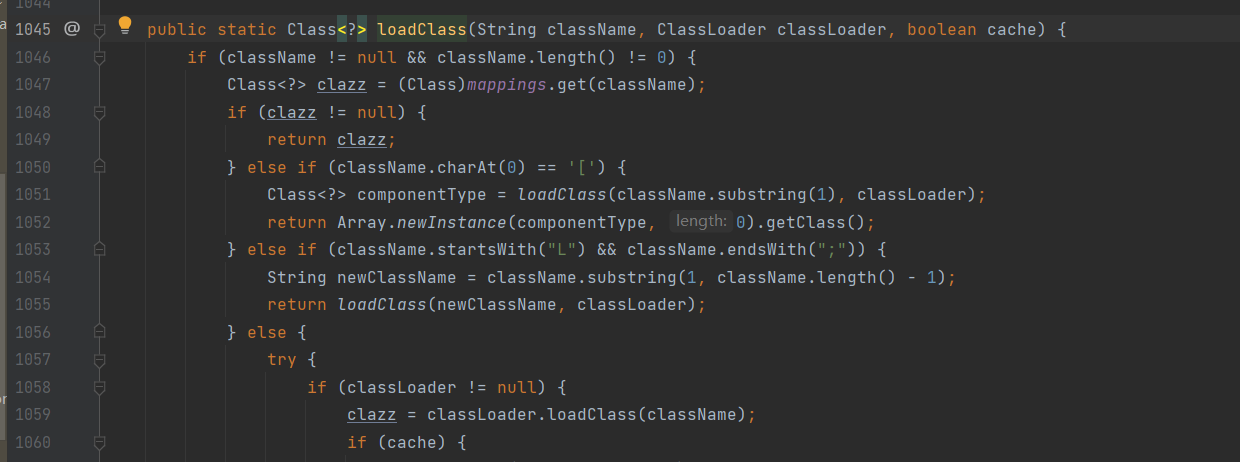 1044
1045 @ public static Class<?> loadClass(String className, ClassLoader classLoader, boolean cache) {
1046 if (className != null && className.length() != 0) {
1047 Class<?> clazz = (Class)mappings.get(className);
1048 if (clazz != null) {
1049 return clazz;
1050 } else if (className.charAt(0) == '[') {
1051 Class<?> componentType = loadClass(className.substring(1), classLoader);
1052 return Array.newInstance(componentType, length: 0).getClass();
1053 } else if (className.startsWith("L") && className.endsWith(";")) {
1054 String newClassName = className.substring(1, className.length() - 1);
1055 return loadClass(newClassName, classLoader);
1056 } else {
1057 try {
1058 if (classLoader != null) {
1059 clazz = classLoader.loadClass(className);
1060 if (cache) {